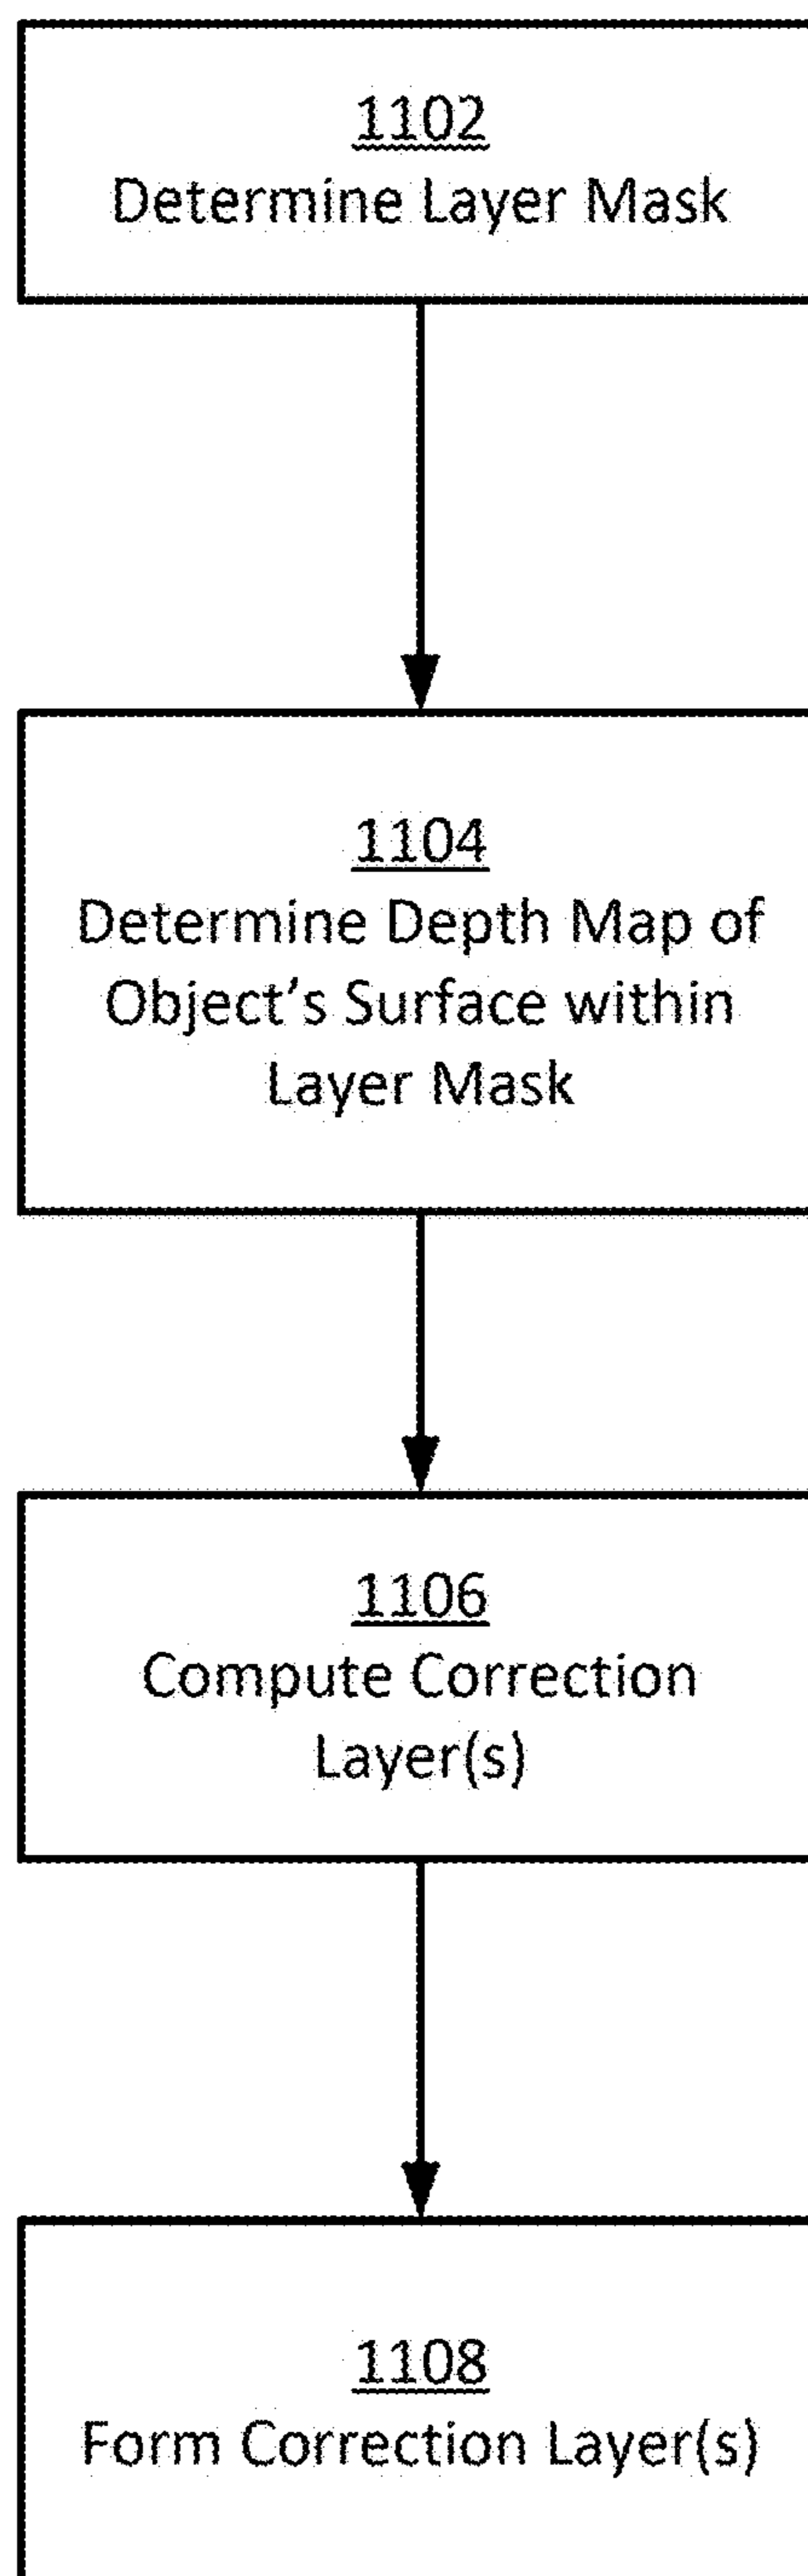 1102
Determine Layer Mask
1104
Determine Depth Map of
Object’s Surface within
Layer Mask
1106
Compute Correction
Layer(s)
1108
Form Correction Layer(s)